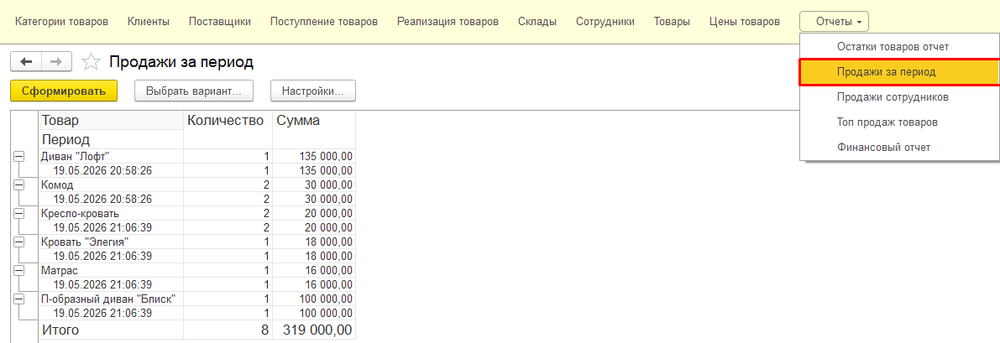 Категории товаров Клиенты Поставщики Поступление товаров Реализация товаров Склады Сотрудники Товары Цены товаров Отчеты
Остатки товаров отчет
Продажи за период
Продажи сотрудников
Топ продаж товаров
Финансовый отчет
Продажи за период
Сформировать Выбрать вариант... Настройки...
Товар Количество Сумма
Период
Диван "Лофт" 1 135 000,00
19.05.2026 20:58:26 1 135 000,00
Комод 2 30 000,00
19.05.2026 20:58:26 2 30 000,00
Кресло-кровать 2 20 000,00
19.05.2026 21:06:39 2 20 000,00
Кровать "Элегия" 1 18 000,00
19.05.2026 21:06:39 1 18 000,00
Матрас 1 16 000,00
19.05.2026 21:06:39 1 16 000,00
П-образный диван "Блиск" 1 100 000,00
19.05.2026 21:06:39 1 100 000,00
Итого 8 319 000,00